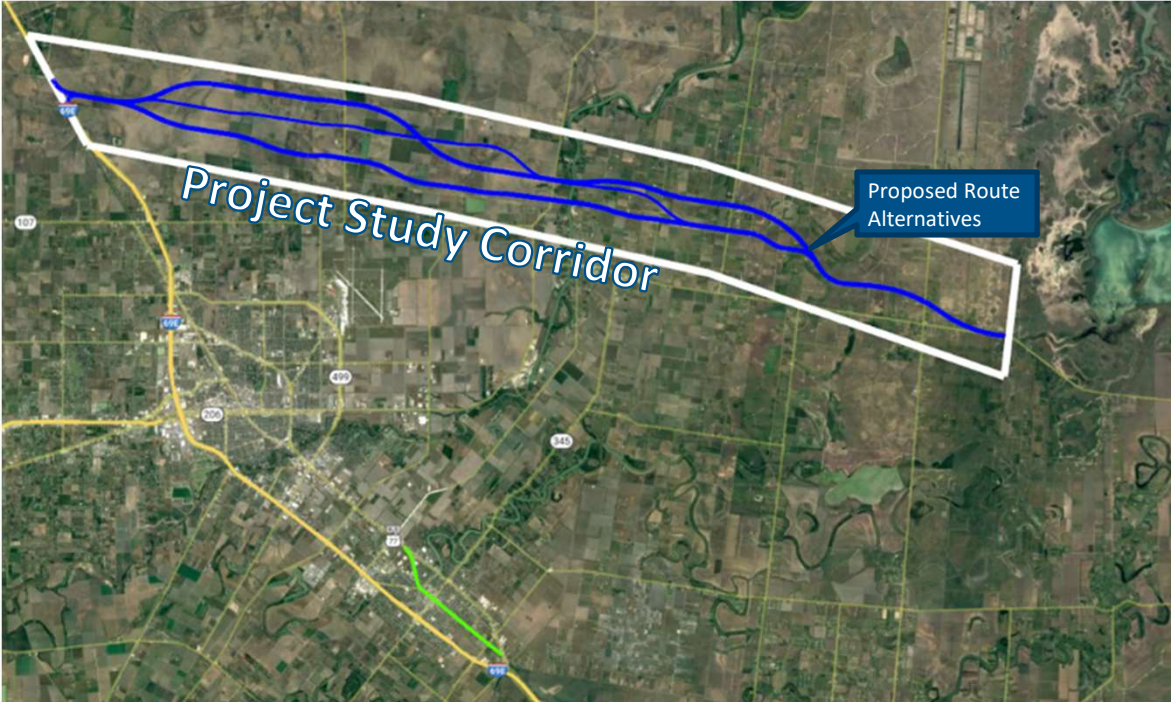 69E
Proposed Route
Alternatives
Project Study Corridor
107
69E
499
206
345
77
69E